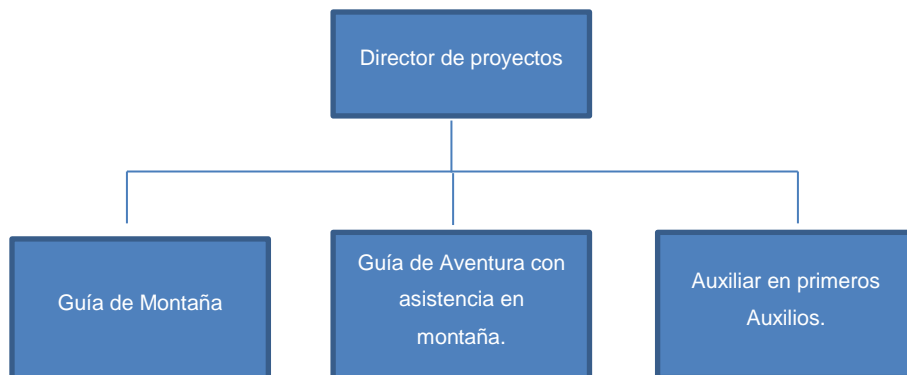 Director de proyectos
Guía de Montaña
Guía de Aventura con
asistencia en
montaña.
Auxiliar en primeros
Auxilios.